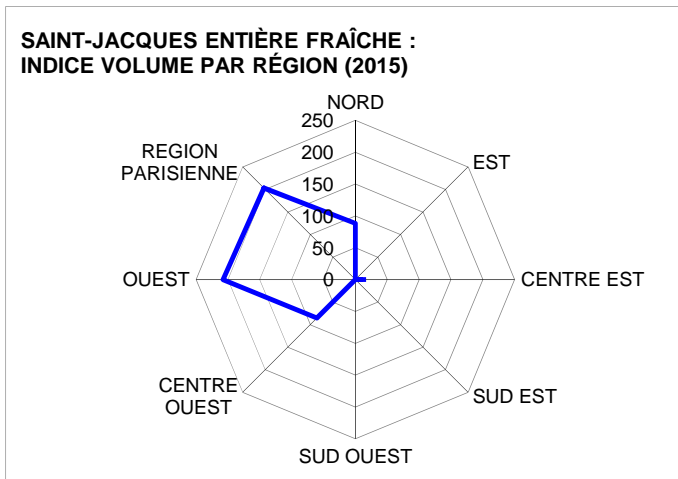 SAINT-JACQUES ENTIÈRE FRAÎCHE :
INDICE VOLUME PAR RÉGION (2015)
NORD
250
200
150
100
50
0
REGION
PARISIENNE
EST
OUEST
CENTRE EST
CENTRE
OUEST
SUD EST
SUD OUEST